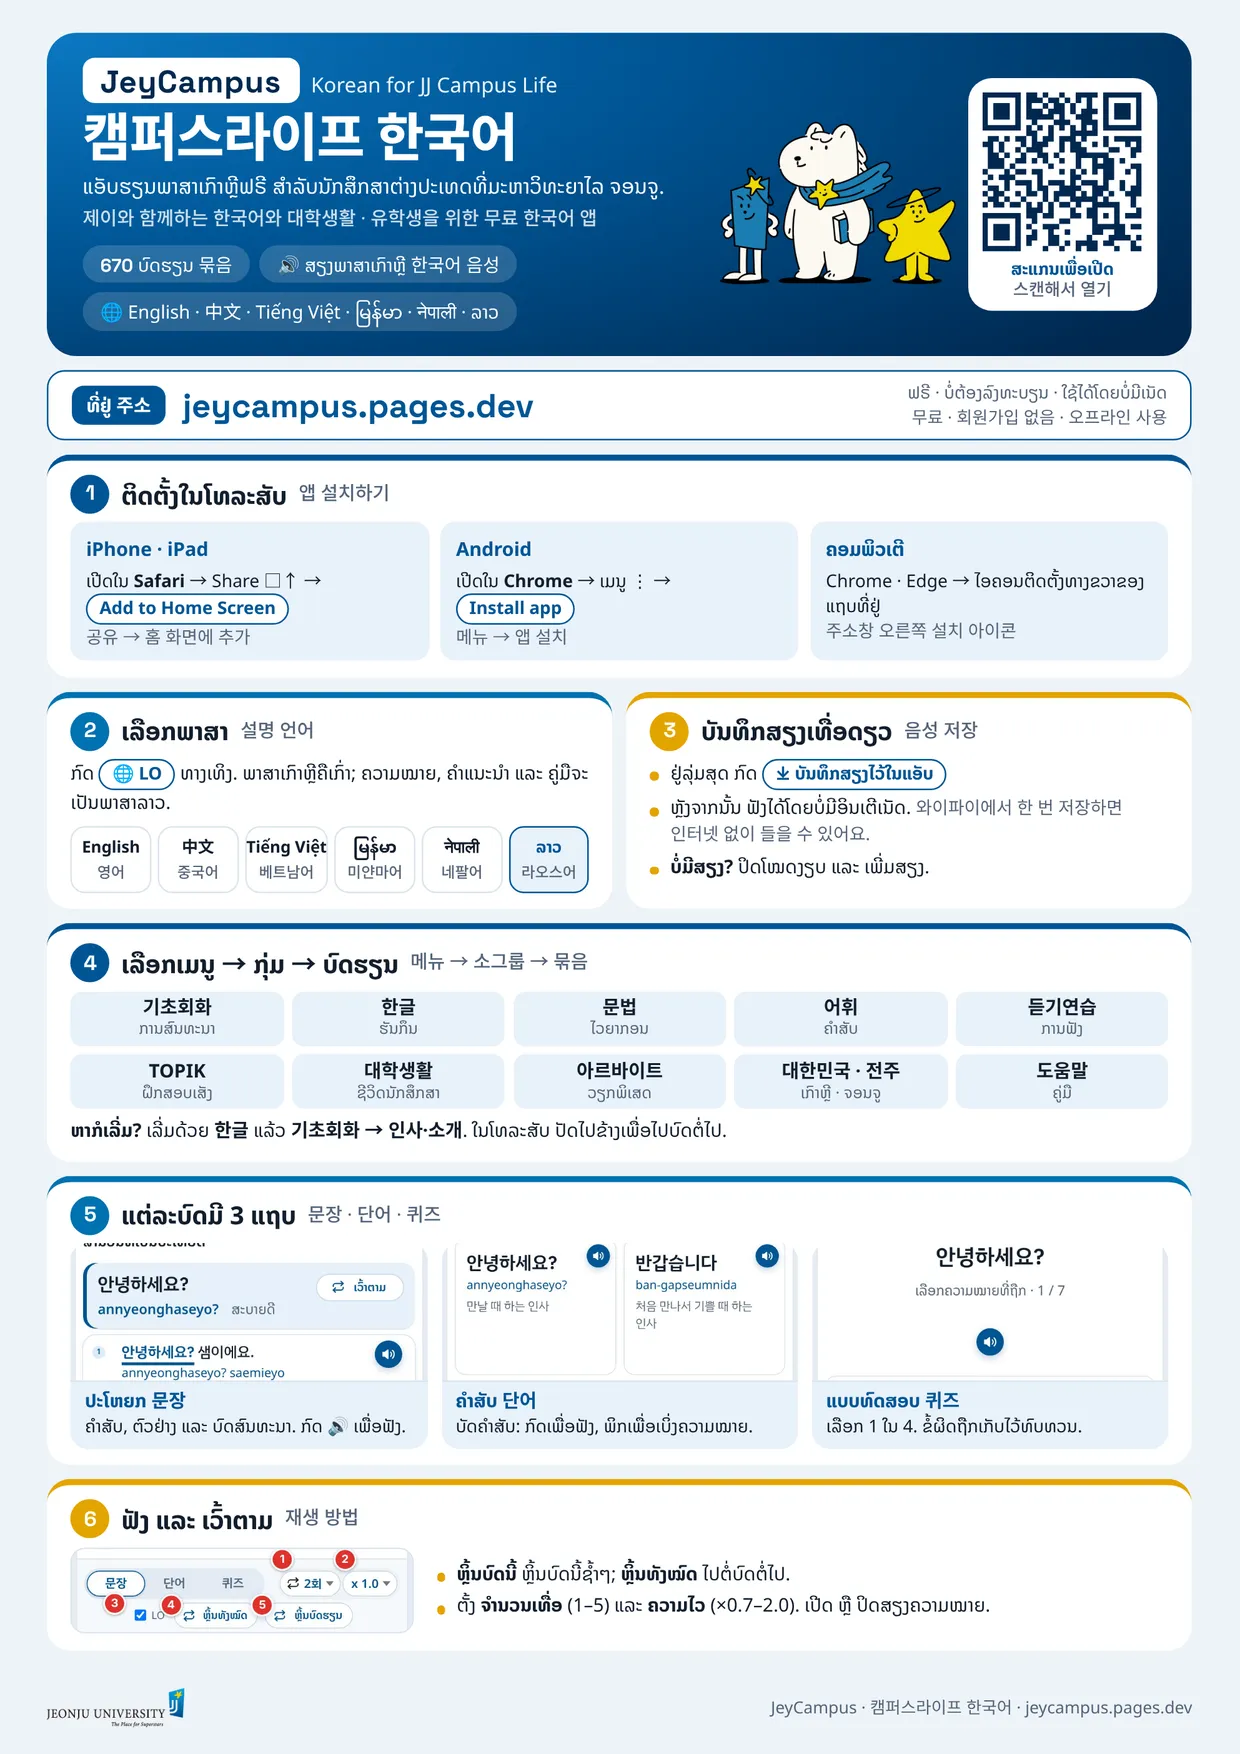 JeyCampus Korean for JJ Campus Life
캠퍼스라이프 한국어
ແອັບຮຽນພາສາເກົາຫຼີຟຣີ ສຳລັບນັກສຶກສາຕ່າງປະເທດທີ່ມະຫາວິທະຍາໄລ ຈອນຈູ.
제이와 함께하는 한국어와 대학생활 · 유학생을 위한 무료 한국어 앱
670 ບົດຮຽນ 묶음
🔊 ສຽງພາສາເກົາຫຼີ 한국어 음성
🌐 English · 中文 · Tiếng Việt · မြန်မာ · नेपाली · ລາວ
ສະແກນເພື່ອເປີດ
스캔해서 열기
ທີ່ຢູ່ 주소 jeycampus.pages.dev
ຟຣີ · ບໍ່ຕ້ອງລົງທະບຽນ · ໃຊ້ໄດ້ໂດຍບໍ່ມີເນັດ
무료 · 회원가입 없음 · 오프라인 사용
1 ຕິດຕັ້ງໃນໂທລະສັບ 앱 설치하기
iPhone · iPad
ເປີດໃນ Safari → Share □↑ →
Add to Home Screen
공유 → 홈 화면에 추가
Android
ເປີດໃນ Chrome → ເມນູ ⋮ →
Install app
메뉴 → 앱 설치
ຄອມພິວເຕີ
Chrome · Edge → ໄອຄອນຕິດຕັ້ງທາງຂວາຂອງ
ແຖບທີ່ຢູ່
주소창 오른쪽 설치 아이콘
2 ເລືອກພາສາ 설명 언어
ກົດ 🌐 LO ທາງເທິງ. ພາສາເກົາຫຼີຄືເກົ່າ; ຄວາມໝາຍ, ຄຳແນະນຳ ແລະ ຄູ່ມືຈະ
ເປັນພາສາລາວ.
English
영어
中文
중국어
Tiếng Việt
베트남어
မြန်မာ
미얀마어
नेपाली
네팔어
ລາວ
라오스어
3 ບັນທຶກສຽງເທື່ອດຽວ 음성 저장
ຢູ່ລຸ່ມສຸດ ກົດ ບັນທຶກສຽງໄວ້ໃນແອັບ
ຫຼັງຈາກນັ້ນ ຟັງໄດ້ໂດຍບໍ່ມີອິນເຕີເນັດ. 와이파이에서 한 번 저장하면
인터넷 없이 들을 수 있어요.
ບໍ່ມີສຽງ? ປິດໂໝດງຽບ ແລະ ເພີ່ມສຽງ.
4 ເລືອກເມນູ → ກຸ່ມ → ບົດຮຽນ 메뉴 → 소그룹 → 묶음
기초회화
ການສົນທະນາ
한글
ຮັນກຶນ
문법
ໄວຍາກອນ
어휘
ຄຳສັບ
듣기연습
ການຟັງ
TOPIK
ຝຶກສອບເສັງ
대학생활
ຊີວິດນັກສຶກສາ
아르바이트
ວຽກພິເສດ
대한민국 · 전주
ເກົາຫຼີ · ຈອນຈູ
도움말
ຄູ່ມື
ຫາກໍເລີ່ມ? ເລີ່ມດ້ວຍ 한글 ແລ້ວ 기초회화 → 인사·소개. ໃນໂທລະສັບ ປັດໄປຂ້າງເພື່ອໄປບົດຕໍ່ໄປ.
5 ແຕ່ລະບົດມີ 3 ແຖບ 문장 · 단어 · 퀴즈
안녕하세요? ເວົ້າຕາມ
annyeonghaseyo? ສະບາຍດີ
1 안녕하세요? 샘이에요.
annyeonghaseyo? saemieyo
ປະໂຫຍກ 문장
ຄຳສັບ, ຕົວຢ່າງ ແລະ ບົດສົນທະນາ. ກົດ 🔊 ເພື່ອຟັງ.
안녕하세요?
annyeonghaseyo?
만날 때 하는 인사
반갑습니다
ban-gapseumnida
처음 만나서 기쁠 때 하는
인사
ຄຳສັບ 단어
ບັດຄຳສັບ: ກົດເພື່ອຟັງ, ພິກເພື່ອເບິ່ງຄວາມໝາຍ.
안녕하세요?
ເລືອກຄວາມໝາຍທີ່ຖືກ · 1 / 7
ແບບທົດສອບ 퀴즈
ເລືອກ 1 ໃນ 4. ຂໍ້ຜິດຖືກເກັບໄວ້ທົບທວນ.
6 ຟັງ ແລະ ເວົ້າຕາມ 재생 방법
1 2
문장 단어 퀴즈 2회 x 1.0
3 4 5
LO ຫຼິ້ນທັງໝົດ ຫຼິ້ນບົດຮຽນ
ຫຼິ້ນບົດນີ້ ຫຼິ້ນບົດນີ້ຊ້ຳໆ; ຫຼິ້ນທັງໝົດ ໄປຕໍ່ບົດຕໍ່ໄປ.
ຕັ້ງ ຈຳນວນເທື່ອ (1–5) ແລະ ຄວາມໄວ (×0.7–2.0). ເປີດ ຫຼື ປິດສຽງຄວາມໝາຍ.
JEONJU UNIVERSITY
The Place for Superstars
JeyCampus · 캠퍼스라이프 한국어 · jeycampus.pages.dev